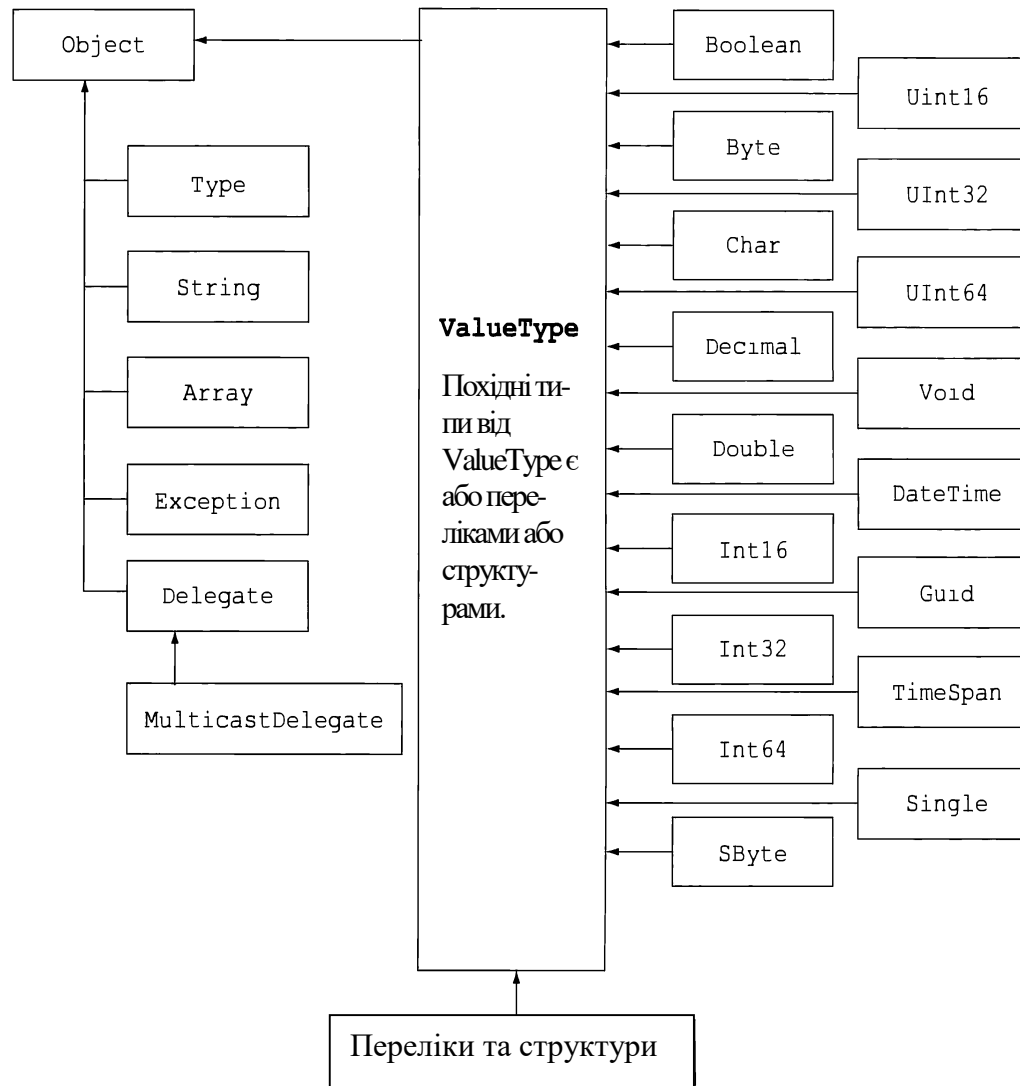 Object
Boolean
Uint16
Byte
Type
UInt32
Char
String
UInt64
ValueType
Decımal
Похідні ти-
пи від
ValueType є
або пере-
ліками або
структу-
рами.
Array
Voıd
Double
Exception
DateTime
Int16
Delegate
Guıd
Int32
TimeSpan
MulticastDelegate
Int64
Single
SByte
Переліки та структури